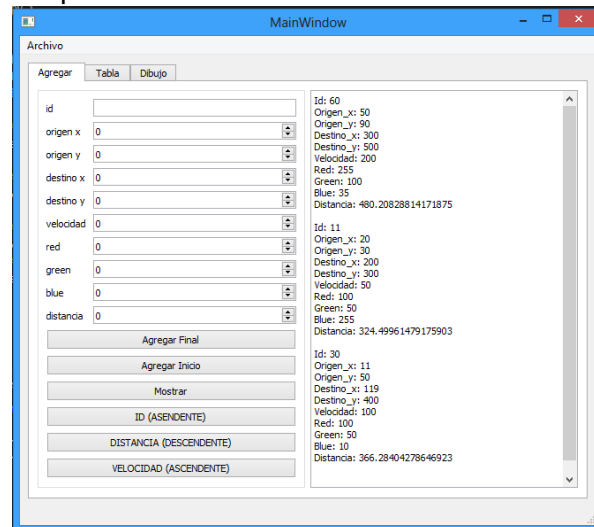 MainWindow
Archivo
Agregar Tabla Dibujo
id
origen x 0
origen y 0
destino x 0
destino y 0
velocidad 0
red 0
green 0
blue 0
distancia 0
Agregar Final
Agregar Inicio
Mostrar
ID (ASENDENTE)
DISTANCIA (DESCENDENTE)
VELOCIDAD (ASCENDENTE)
Id: 60
Origen_x: 50
Origen_y: 90
Destino_x: 300
Destino_y: 500
Velocidad: 200
Red: 255
Green: 100
Blue: 35
Distancia: 480.20828814171875
Id: 11
Origen_x: 20
Origen_y: 30
Destino_x: 200
Destino_y: 300
Velocidad: 50
Red: 100
Green: 50
Blue: 255
Distancia: 324.49961479175903
Id: 30
Origen_x: 11
Origen_y: 50
Destino_x: 119
Destino_y: 400
Velocidad: 100
Red: 100
Green: 50
Blue: 10
Distancia: 366.28404278646923